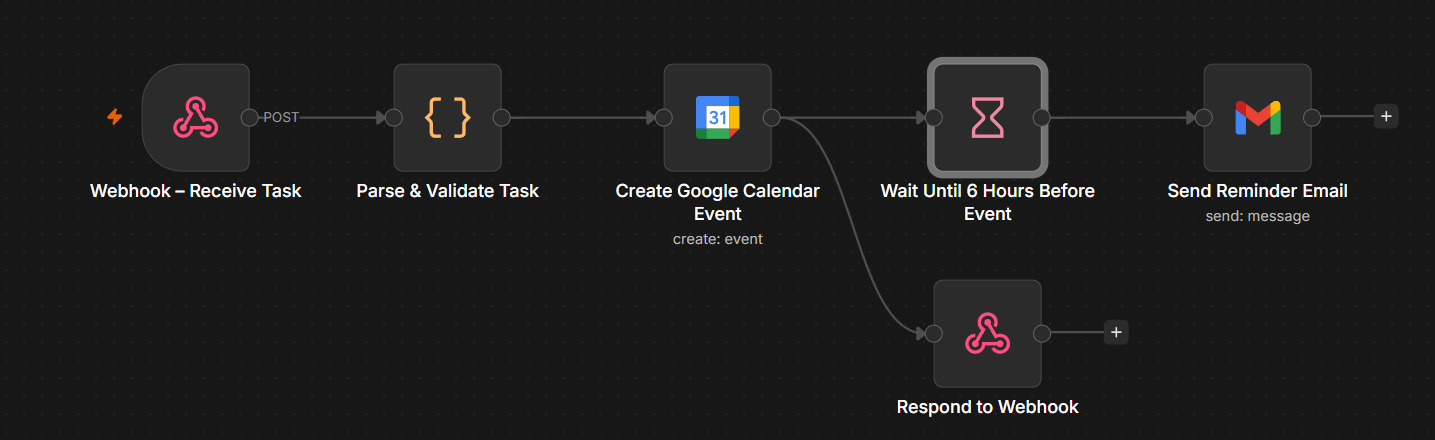 POST
31
Webhook – Receive Task
Parse & Validate Task
Create Google Calendar
Event
create: event
Wait Until 6 Hours Before
Event
Send Reminder Email
send: message
Respond to Webhook